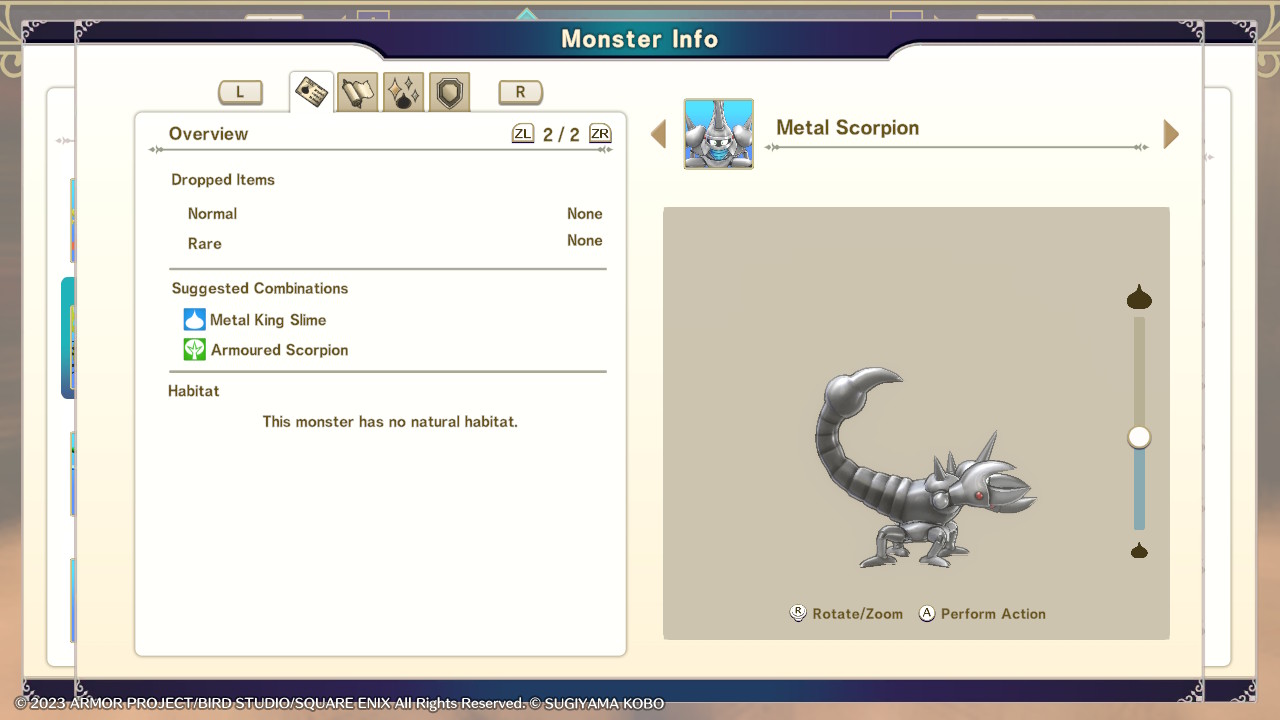 Monster Info
L
R
Overview
ZL 2 / 2 ZR
Dropped Items
Normal None
Rare None
Suggested Combinations
Metal King Slime
Armoured Scorpion
Habitat
This monster has no natural habitat.
Metal Scorpion
R Rotate/Zoom A Perform Action
© 2023 ARMOR PROJECT/BIRD STUDIO/SQUARE ENIX All Rights Reserved. © SUGIYAMA KOBO